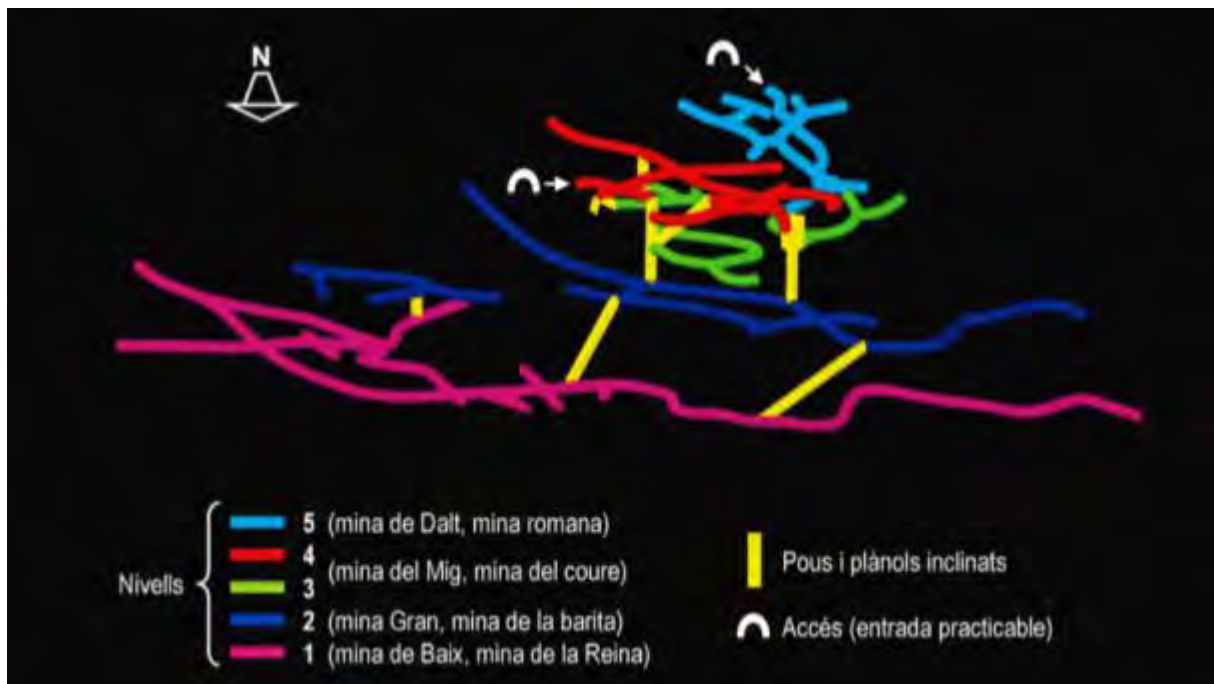 N
5 (mina de Dalt, mina romana)
4
(mina del Mig, mina del coure)
Nivells
3
2 (mina Gran, mina de la barita)
1 (mina de Baix, mina de la Reina)
Pous i plànols inclinats
Accés (entrada practicable)